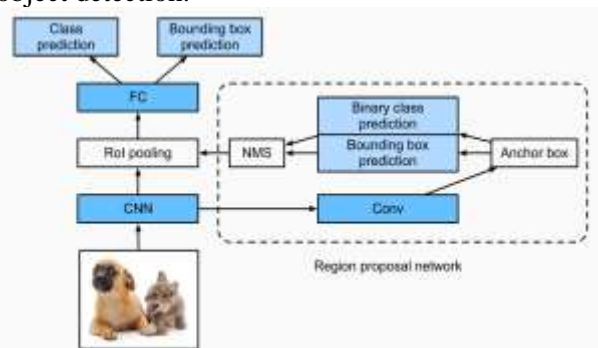 object detection.
Class
prediction
Bounding box
prediction
FC
Binary class
prediction
RoI pooling
NMS
Bounding box
prediction
Anchor box
CNN
Conv
Region proposal network